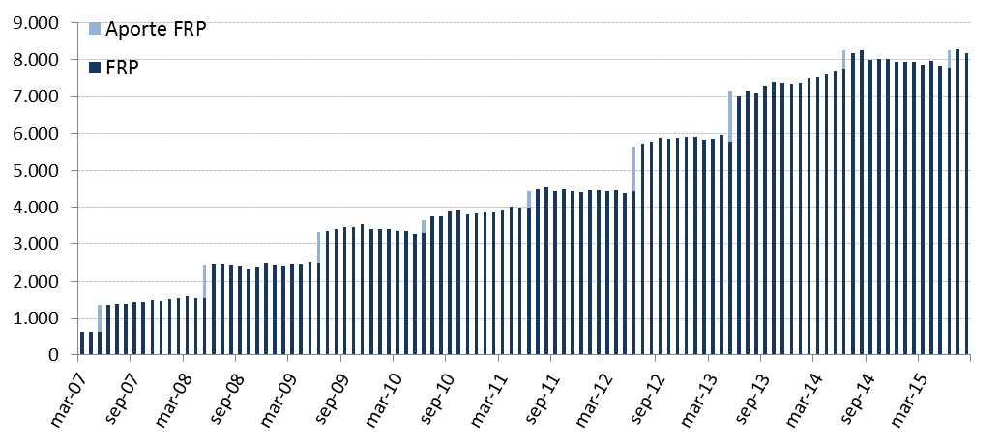 9.000
Aporte FRP
8.000
FRP
7.000
6.000
5.000
4.000
3.000
2.000
1.000
0
mar-07
sep-07
mar-08
sep-08
mar-09
sep-09
mar-10
sep-10
mar-11
sep-11
mar-12
sep-12
mar-13
sep-13
mar-14
sep-14
mar-15